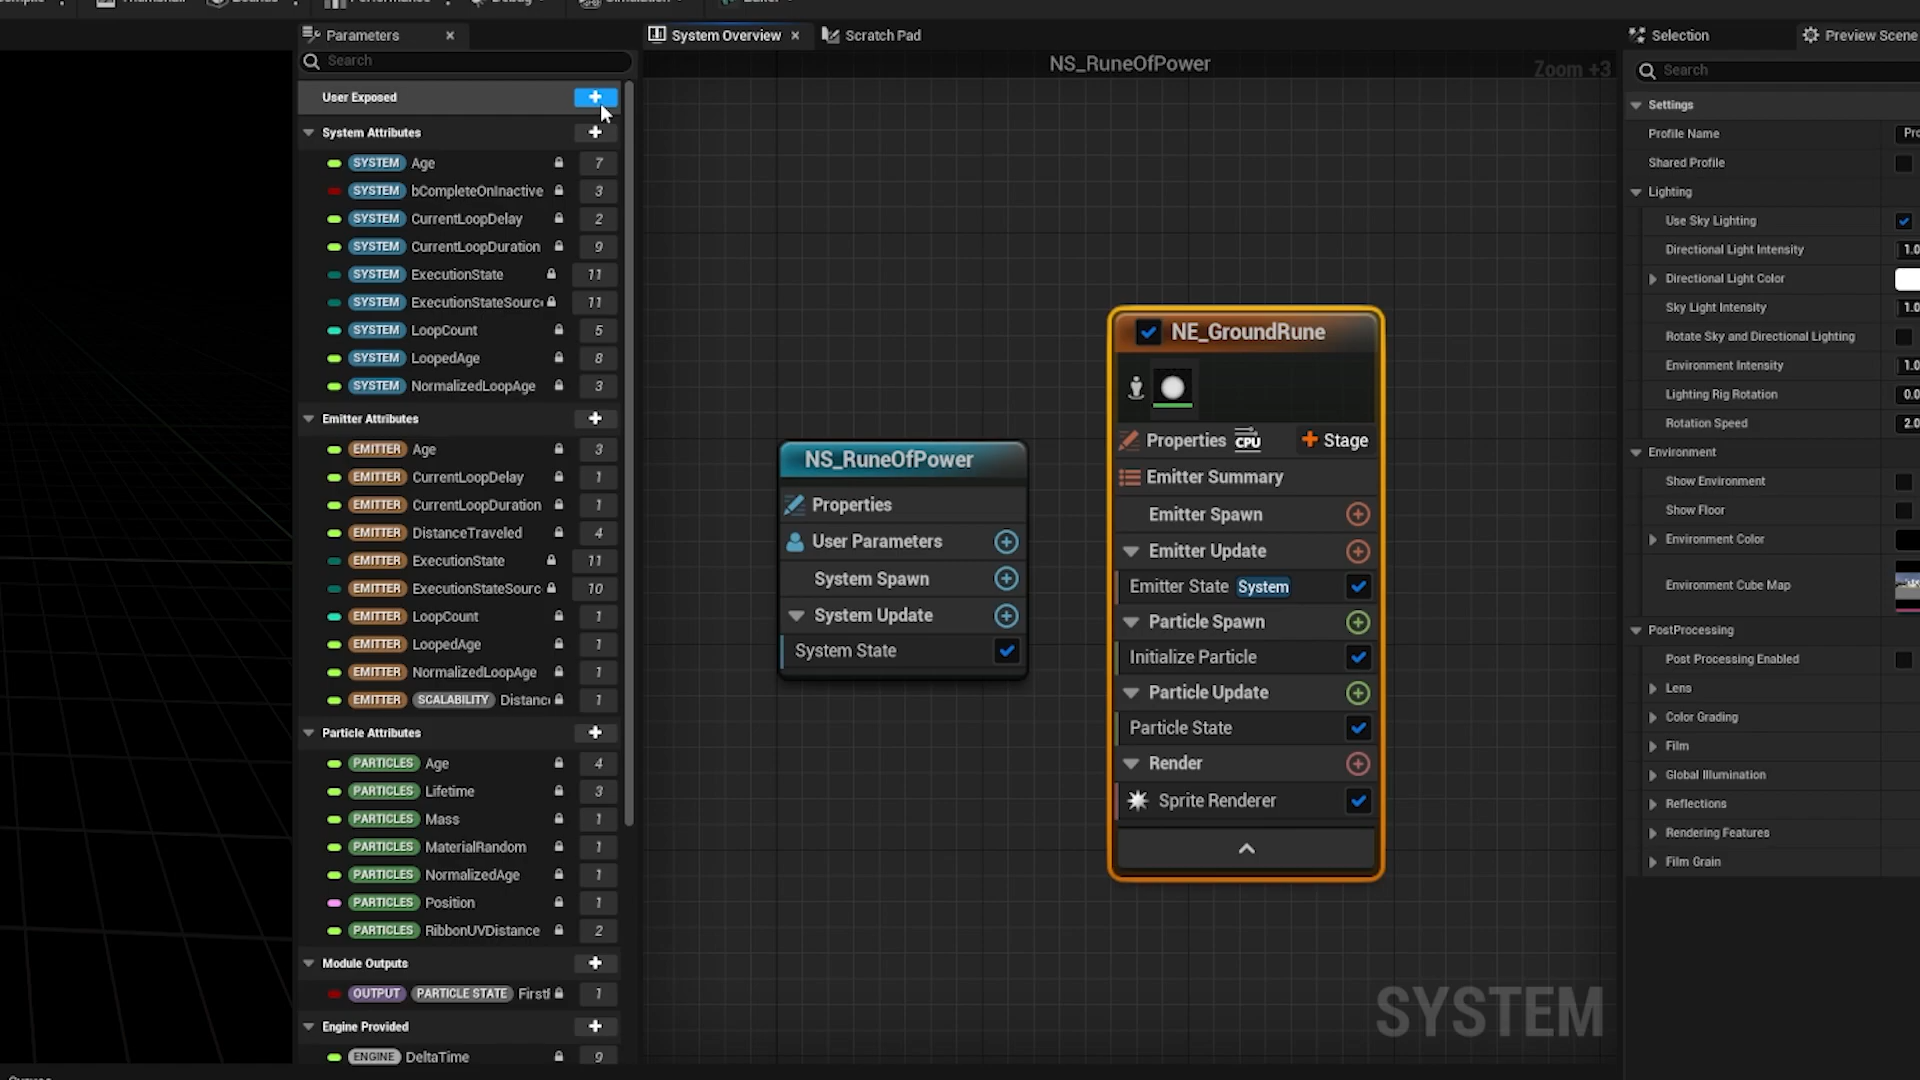 Parameters
Search
User Exposed
System Attributes
SYSTEM Age 7
SYSTEM bCompleteOnInactive 3
SYSTEM CurrentLoopDelay 2
SYSTEM CurrentLoopDuration 9
SYSTEM ExecutionState 11
SYSTEM ExecutionStateSourc 11
SYSTEM LoopCount 5
SYSTEM LoopedAge 8
SYSTEM NormalizedLoopAge 3
Emitter Attributes
EMITTER Age 3
EMITTER CurrentLoopDelay 1
EMITTER CurrentLoopDuration 1
EMITTER DistanceTraveled 4
EMITTER ExecutionState 11
EMITTER ExecutionStateSourc 10
EMITTER LoopCount 1
EMITTER LoopedAge 1
EMITTER NormalizedLoopAge 1
EMITTER SCALABILITY Distanc 1
Particle Attributes
PARTICLES Age 4
PARTICLES Lifetime 3
PARTICLES Mass 1
PARTICLES MaterialRandom 1
PARTICLES NormalizedAge 1
PARTICLES Position 1
PARTICLES RibbonUVDistance 2
Module Outputs
OUTPUT PARTICLE STATE First 1
Engine Provided
ENGINE DeltaTime 9
System Overview
Scratch Pad
NS_RuneOfPower
Zoom +3
NS_RuneOfPower
Properties
User Parameters
System Spawn
System Update
System State
NE_GroundRune
Properties CPU Stage
Emitter Summary
Emitter Spawn
Emitter Update
Emitter State System
Particle Spawn
Initialize Particle
Particle Update
Particle State
Render
Sprite Renderer
SYSTEM
Selection
Preview Scene
Search
Settings
Profile Name Pro
Shared Profile
Lighting
Use Sky Lighting
Directional Light Intensity 1.0
Directional Light Color
Sky Light Intensity 1.0
Rotate Sky and Directional Lighting
Environment Intensity 1.0
Lighting Rig Rotation 0.0
Rotation Speed 2.0
Environment
Show Environment
Show Floor
Environment Color
Environment Cube Map
PostProcessing
Post Processing Enabled
Lens
Color Grading
Film
Global Illumination
Reflections
Rendering Features
Film Grain